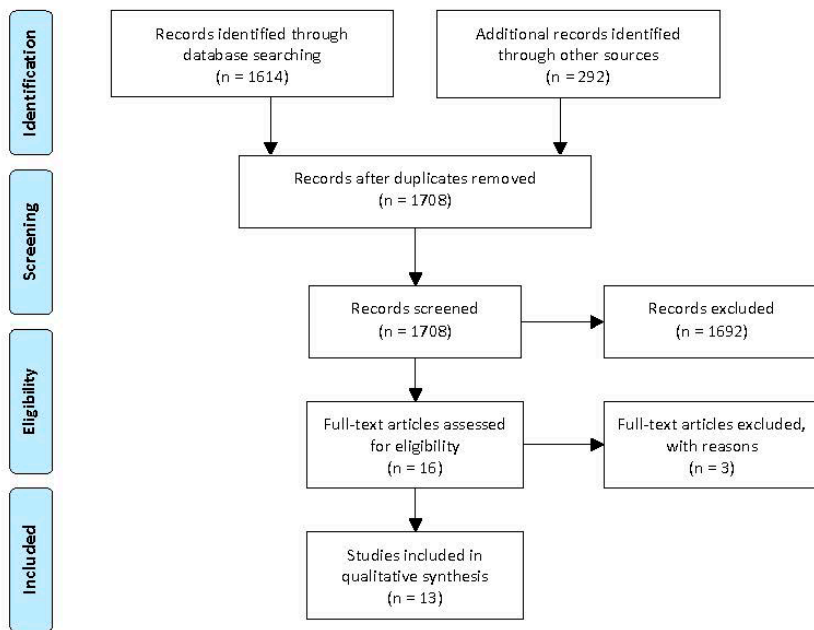 Identification
Records identified through
database searching
(n = 1614)
Additional records identified
through other sources
(n = 292)
Screening
Records after duplicates removed
(n = 1708)
Records screened
(n = 1708)
Records excluded
(n = 1692)
Eligibility
Full-text articles assessed
for eligibility
(n = 16)
Full-text articles excluded,
with reasons
(n = 3)
Included
Studies included in
qualitative synthesis
(n = 13)